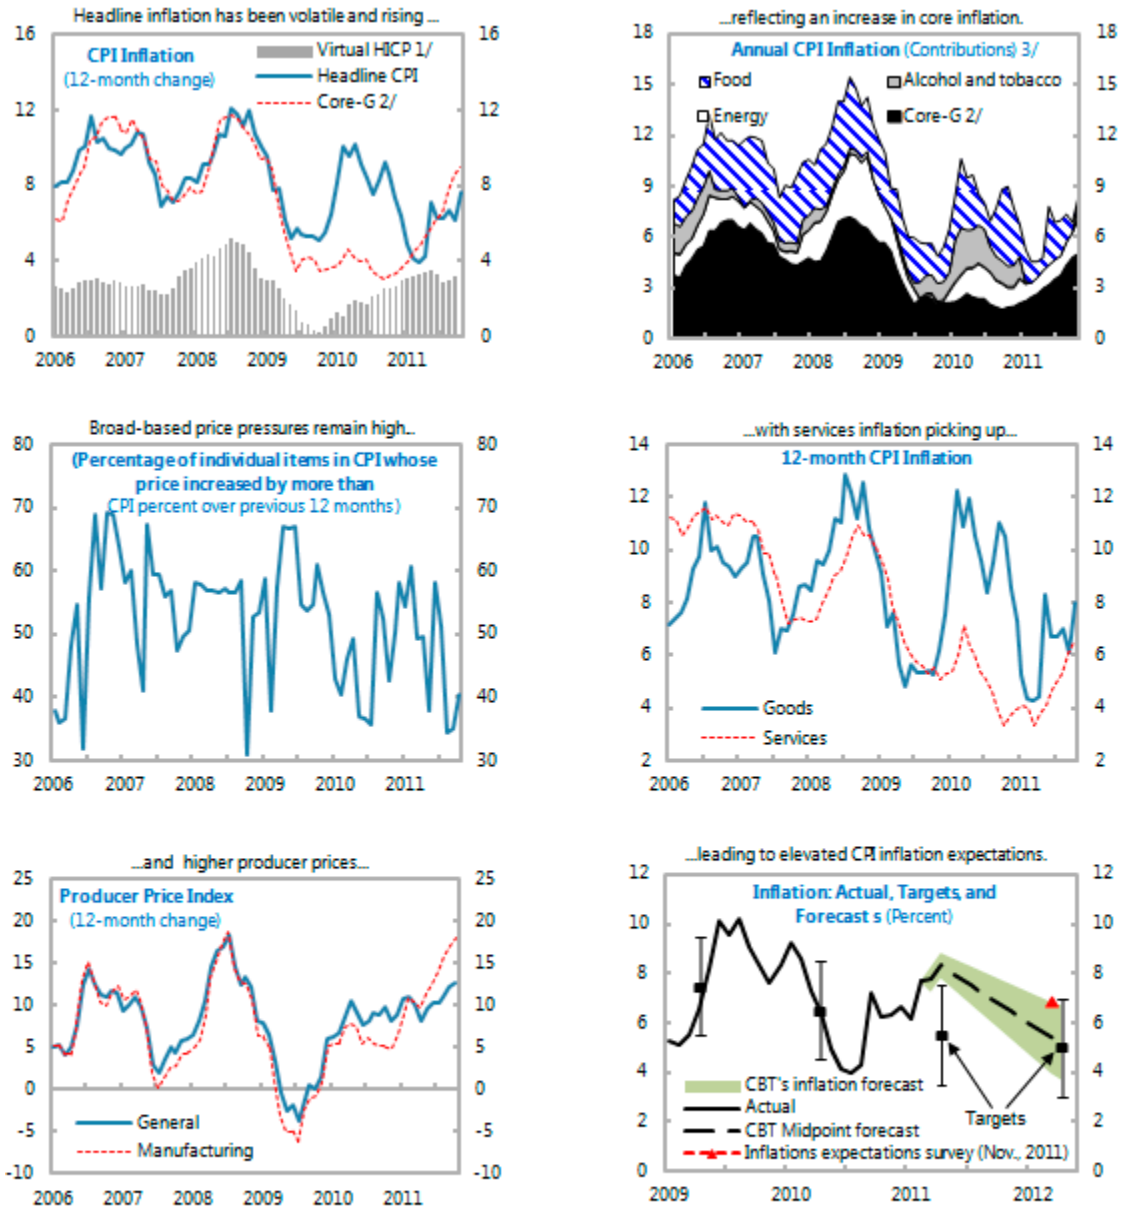 Headline inflation has been volatile and rising ...
16
12
8
4
0
16
12
8
4
0
CPI Inflation
(12-month change)
Virtual HICP 1/
Headline CPI
Core-G 2/
2006 2007 2008 2009 2010 2011
...reflecting an increase in core inflation.
18
15
12
9
6
3
0
18
15
12
9
6
3
0
Annual CPI Inflation (Contributions) 3/
Food
Alcohol and tobacco
Energy
Core-G 2/
2006 2007 2008 2009 2010 2011
Broad-based price pressures remain high...
80
70
60
50
40
30
80
70
60
50
40
30
(Percentage of individual items in CPI whose
price increased by more than
CPI percent over previous 12 months)
2006 2007 2008 2009 2010 2011
...with services inflation picking up...
14
12
10
8
6
4
2
14
12
10
8
6
4
2
12-month CPI Inflation
Goods
Services
2006 2007 2008 2009 2010 2011
...and higher producer prices...
25
20
15
10
5
0
-5
-10
25
20
15
10
5
0
-5
-10
Producer Price Index
(12-month change)
General
Manufacturing
2006 2007 2008 2009 2010 2011
...leading to elevated CPI inflation expectations.
12
10
8
6
4
2
0
12
10
8
6
4
2
0
Inflation: Actual, Targets, and
Forecast s (Percent)
CBT's inflation forecast
Actual
Targets
CBT Midpoint forecast
Inflations expectations survey (Nov., 2011)
2009 2010 2011 2012